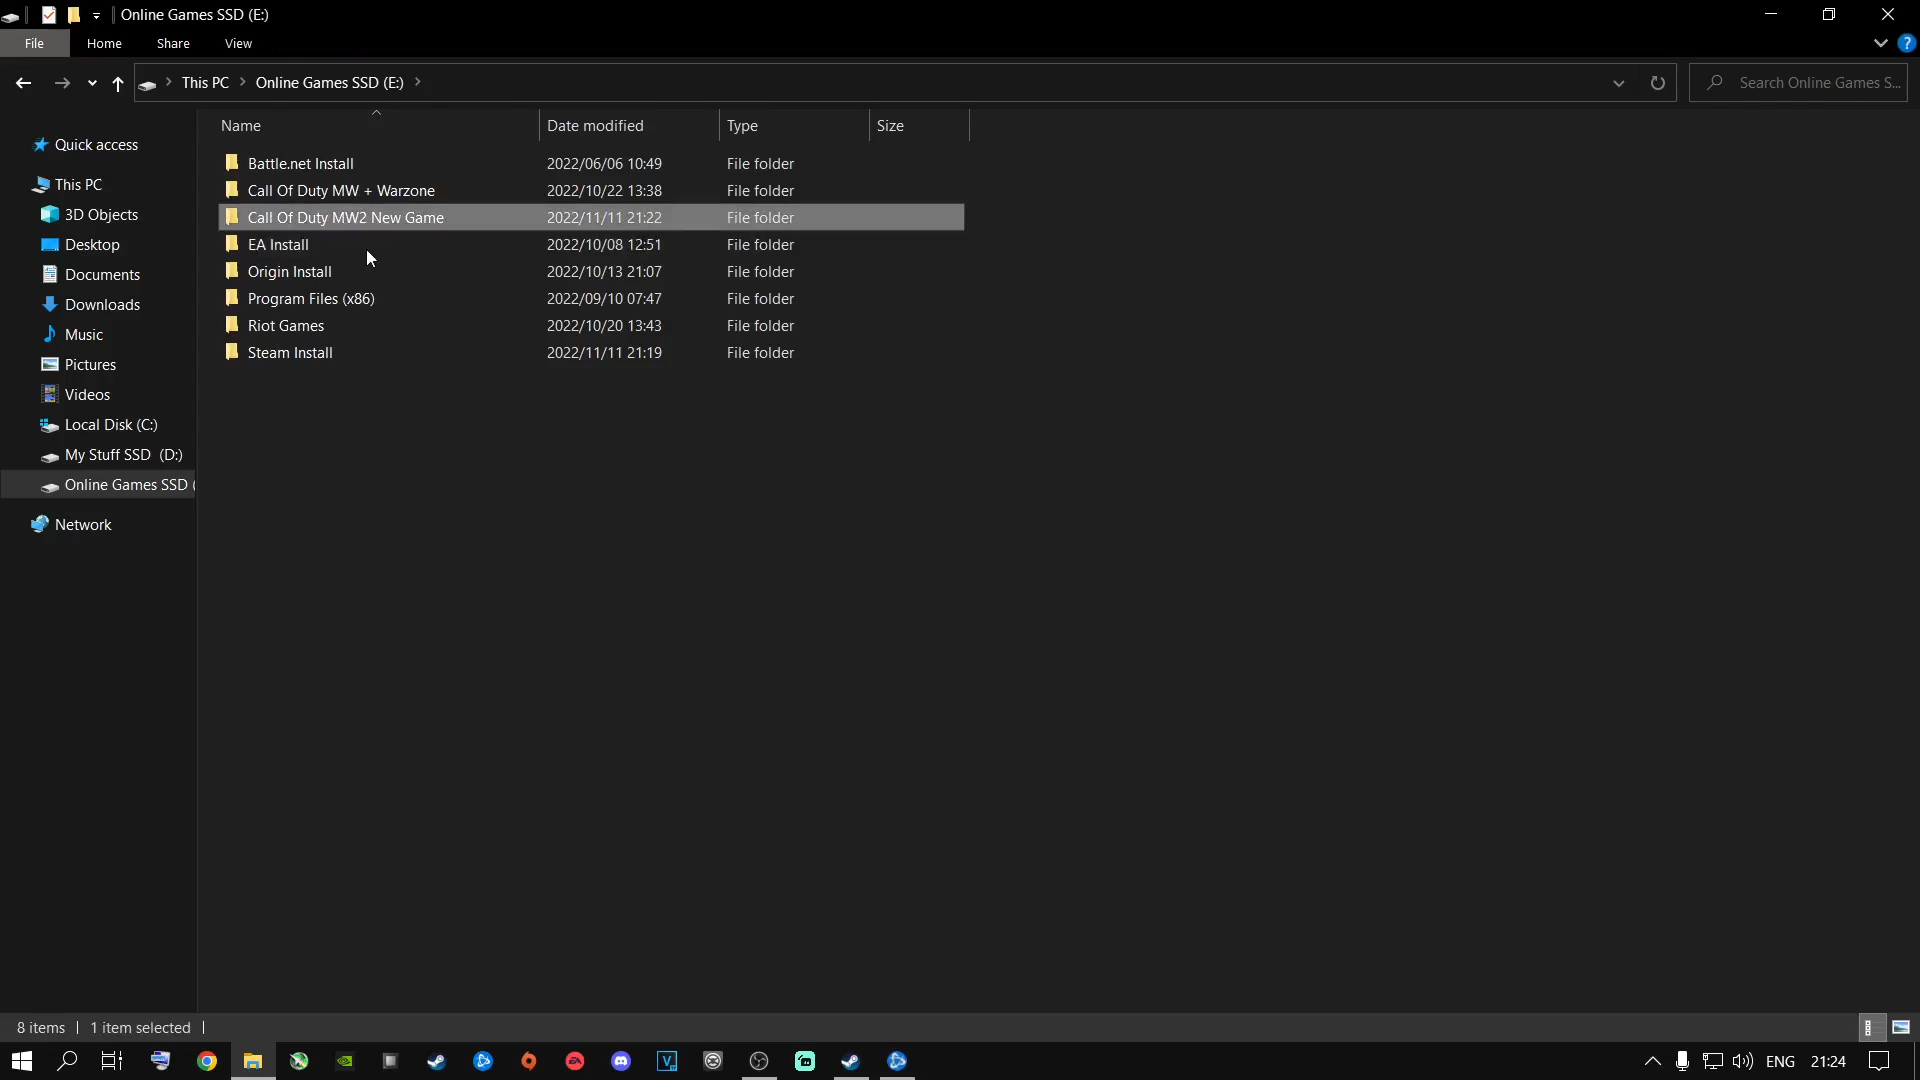 Online Games SSD (E:)
File Home Share View
This PC Online Games SSD (E:) Search Online Games S...
Name Date modified Type Size
Quick access
This PC
3D Objects
Desktop
Documents
Downloads
Music
Pictures
Videos
Local Disk (C:)
My Stuff SSD (D:)
Online Games SSD (
Network
Battle.net Install 2022/06/06 10:49 File folder
Call Of Duty MW + Warzone 2022/10/22 13:38 File folder
Call Of Duty MW2 New Game 2022/11/11 21:22 File folder
EA Install 2022/10/08 12:51 File folder
Origin Install 2022/10/13 21:07 File folder
Program Files (x86) 2022/09/10 07:47 File folder
Riot Games 2022/10/20 13:43 File folder
Steam Install 2022/11/11 21:19 File folder
8 items 1 item selected
ENG 21:24